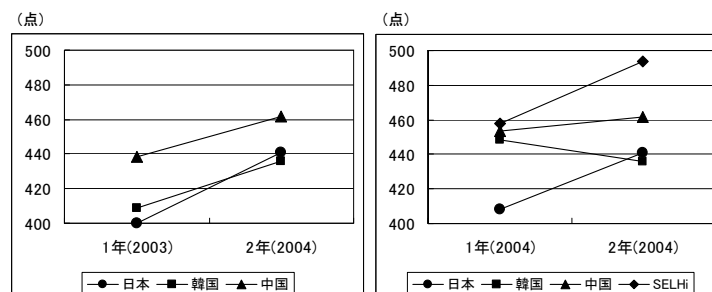 （点）
500
480
460
440
420
400
1年(2003)
2年(2004)
日本
韓国
中国
（点）
500
480
460
440
420
400
1年(2004)
2年(2004)
日本
韓国
中国
SELHi